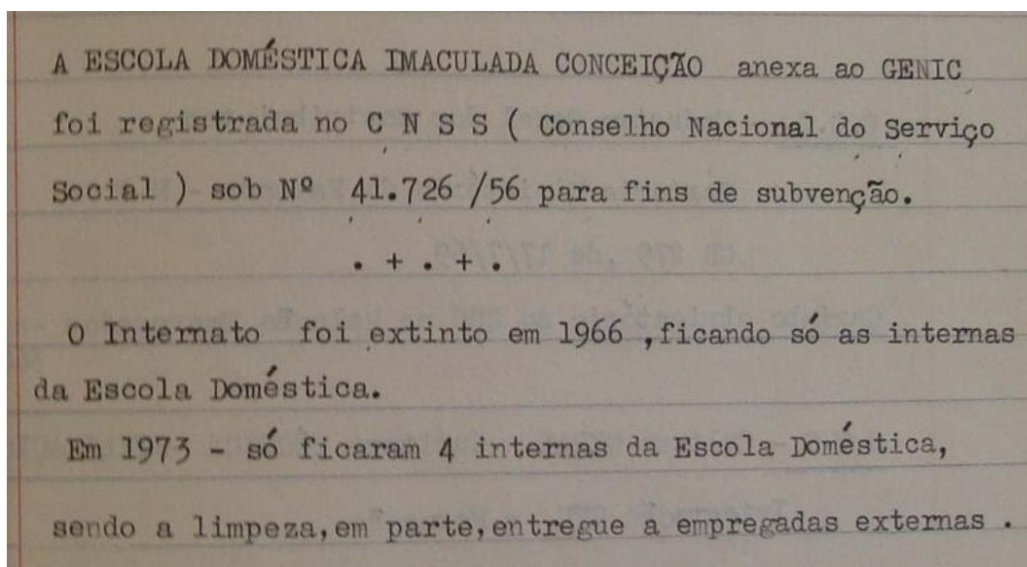 A ESCOLA DOMÉSTICA IMACULADA CONCEIÇÃO anexa ao GENIC
foi registrada no C N S S ( Conselho Nacional do Serviço
Social ) sob Nº 41.726 /56 para fins de subvenção.
. + . + .
O Internato foi extinto em 1966 ,ficando só as internas
da Escola Doméstica.
Em 1973 - só ficaram 4 internas da Escola Doméstica,
sendo a limpeza,em parte,entregue a empregadas externas .